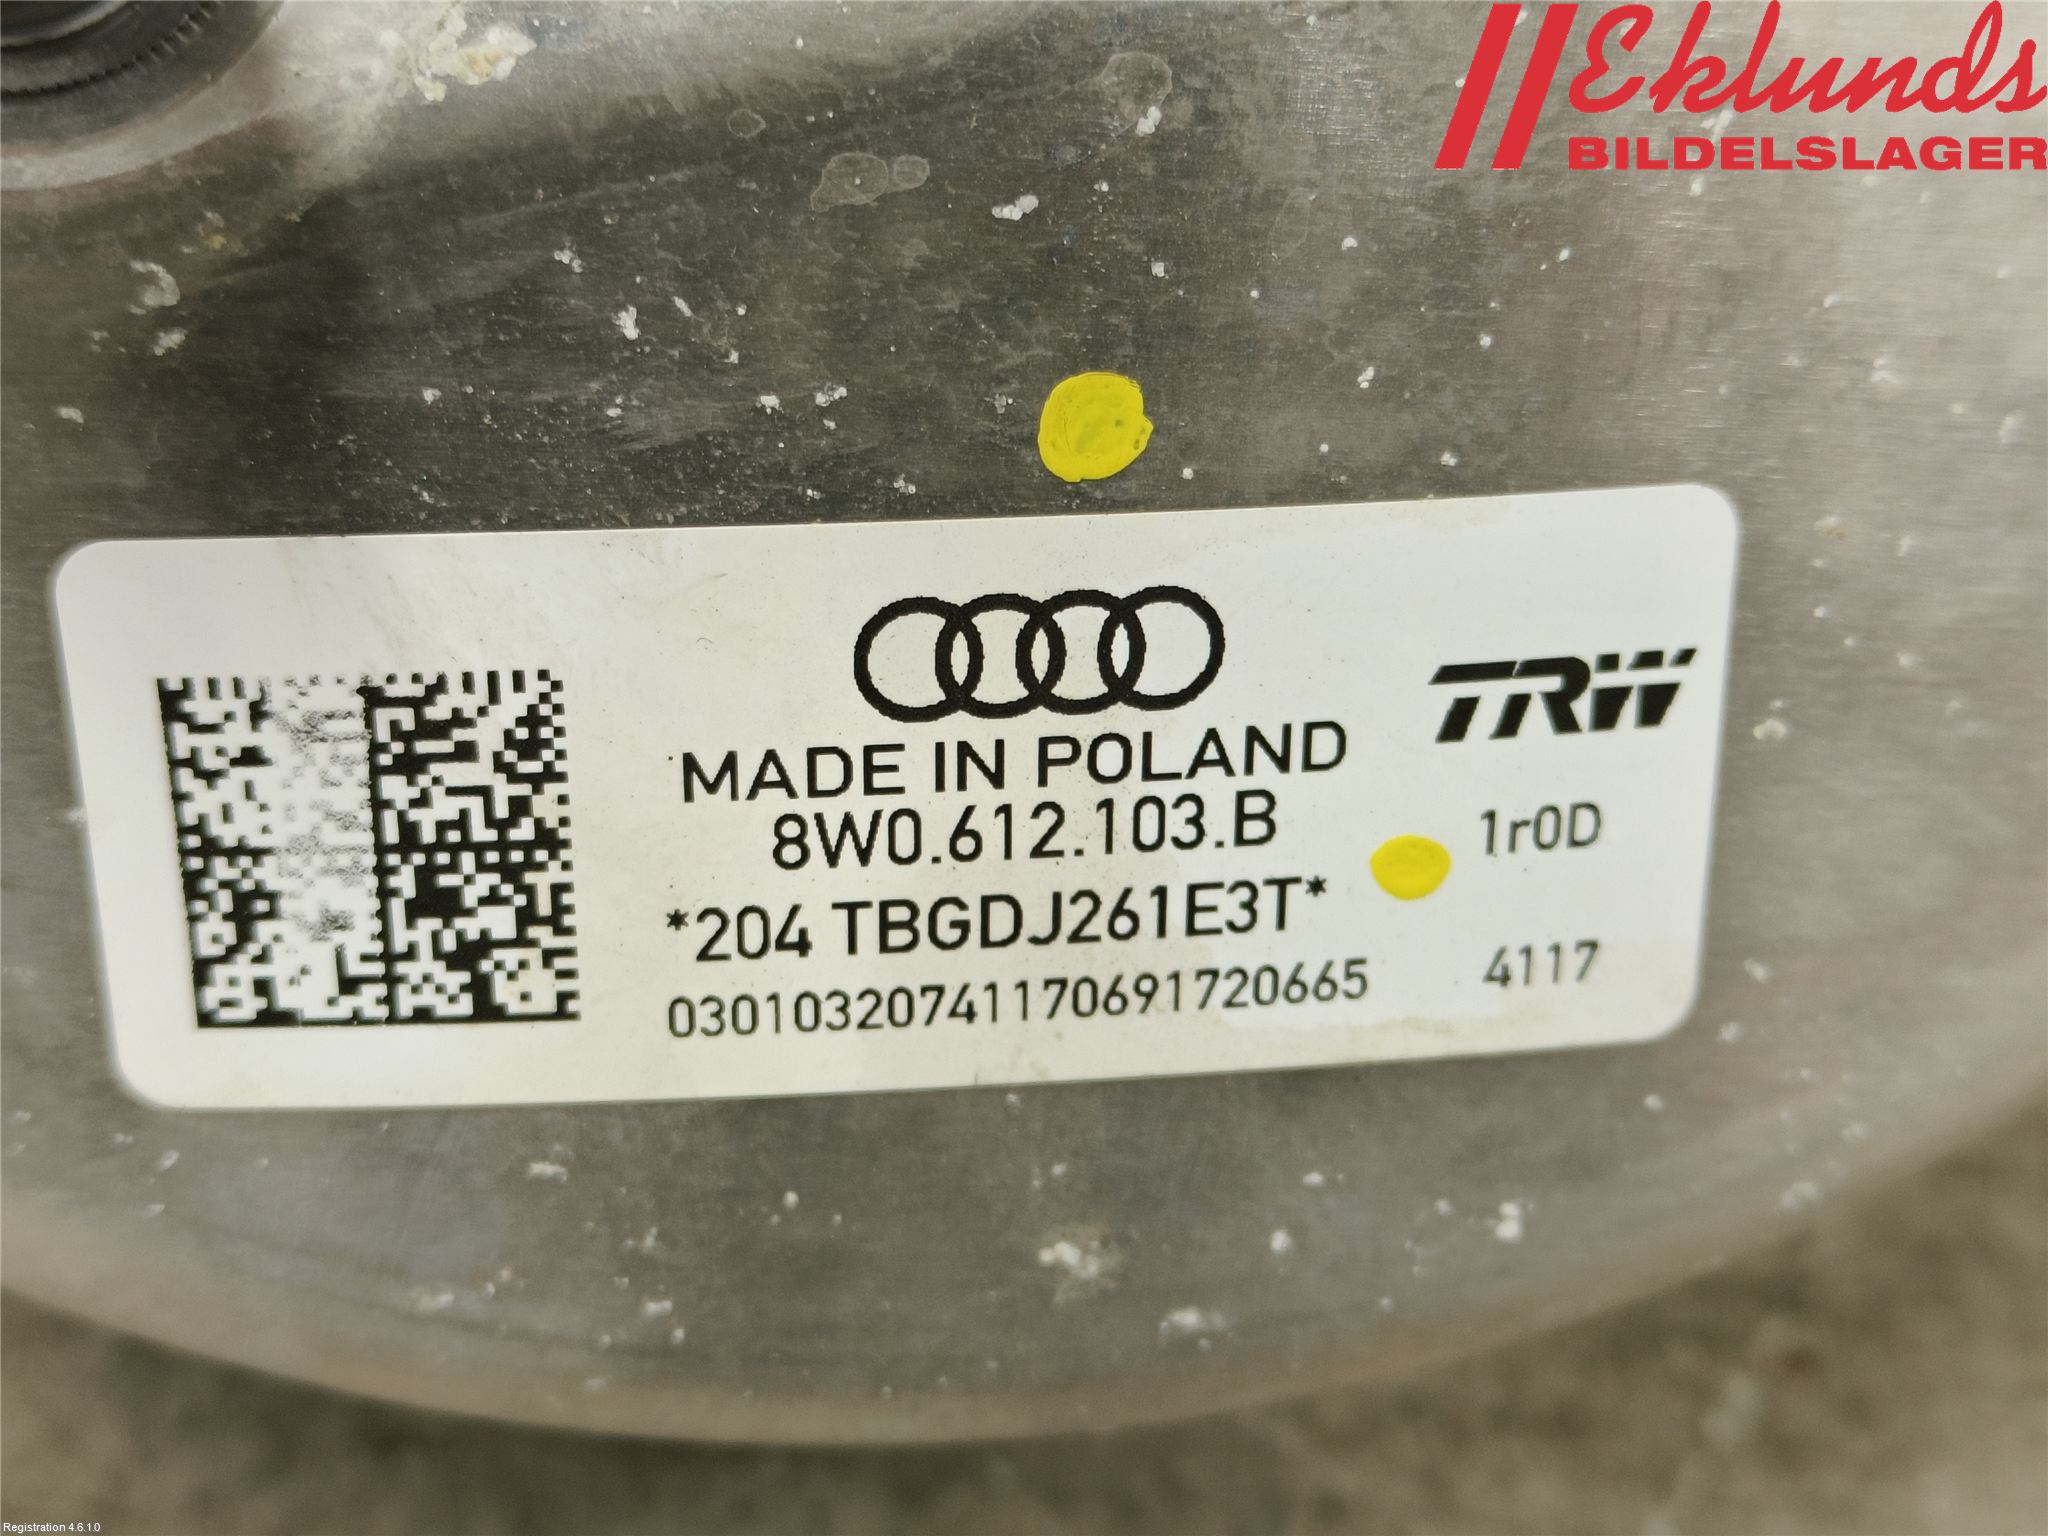 Eklunds
BILDELSLAGER
TRW
MADE IN POLAND
8W0.612.103.B
1r0D
*204 TBGDJ261E3T*
03010320741170691720665
4117
Registration 4.6.1.0